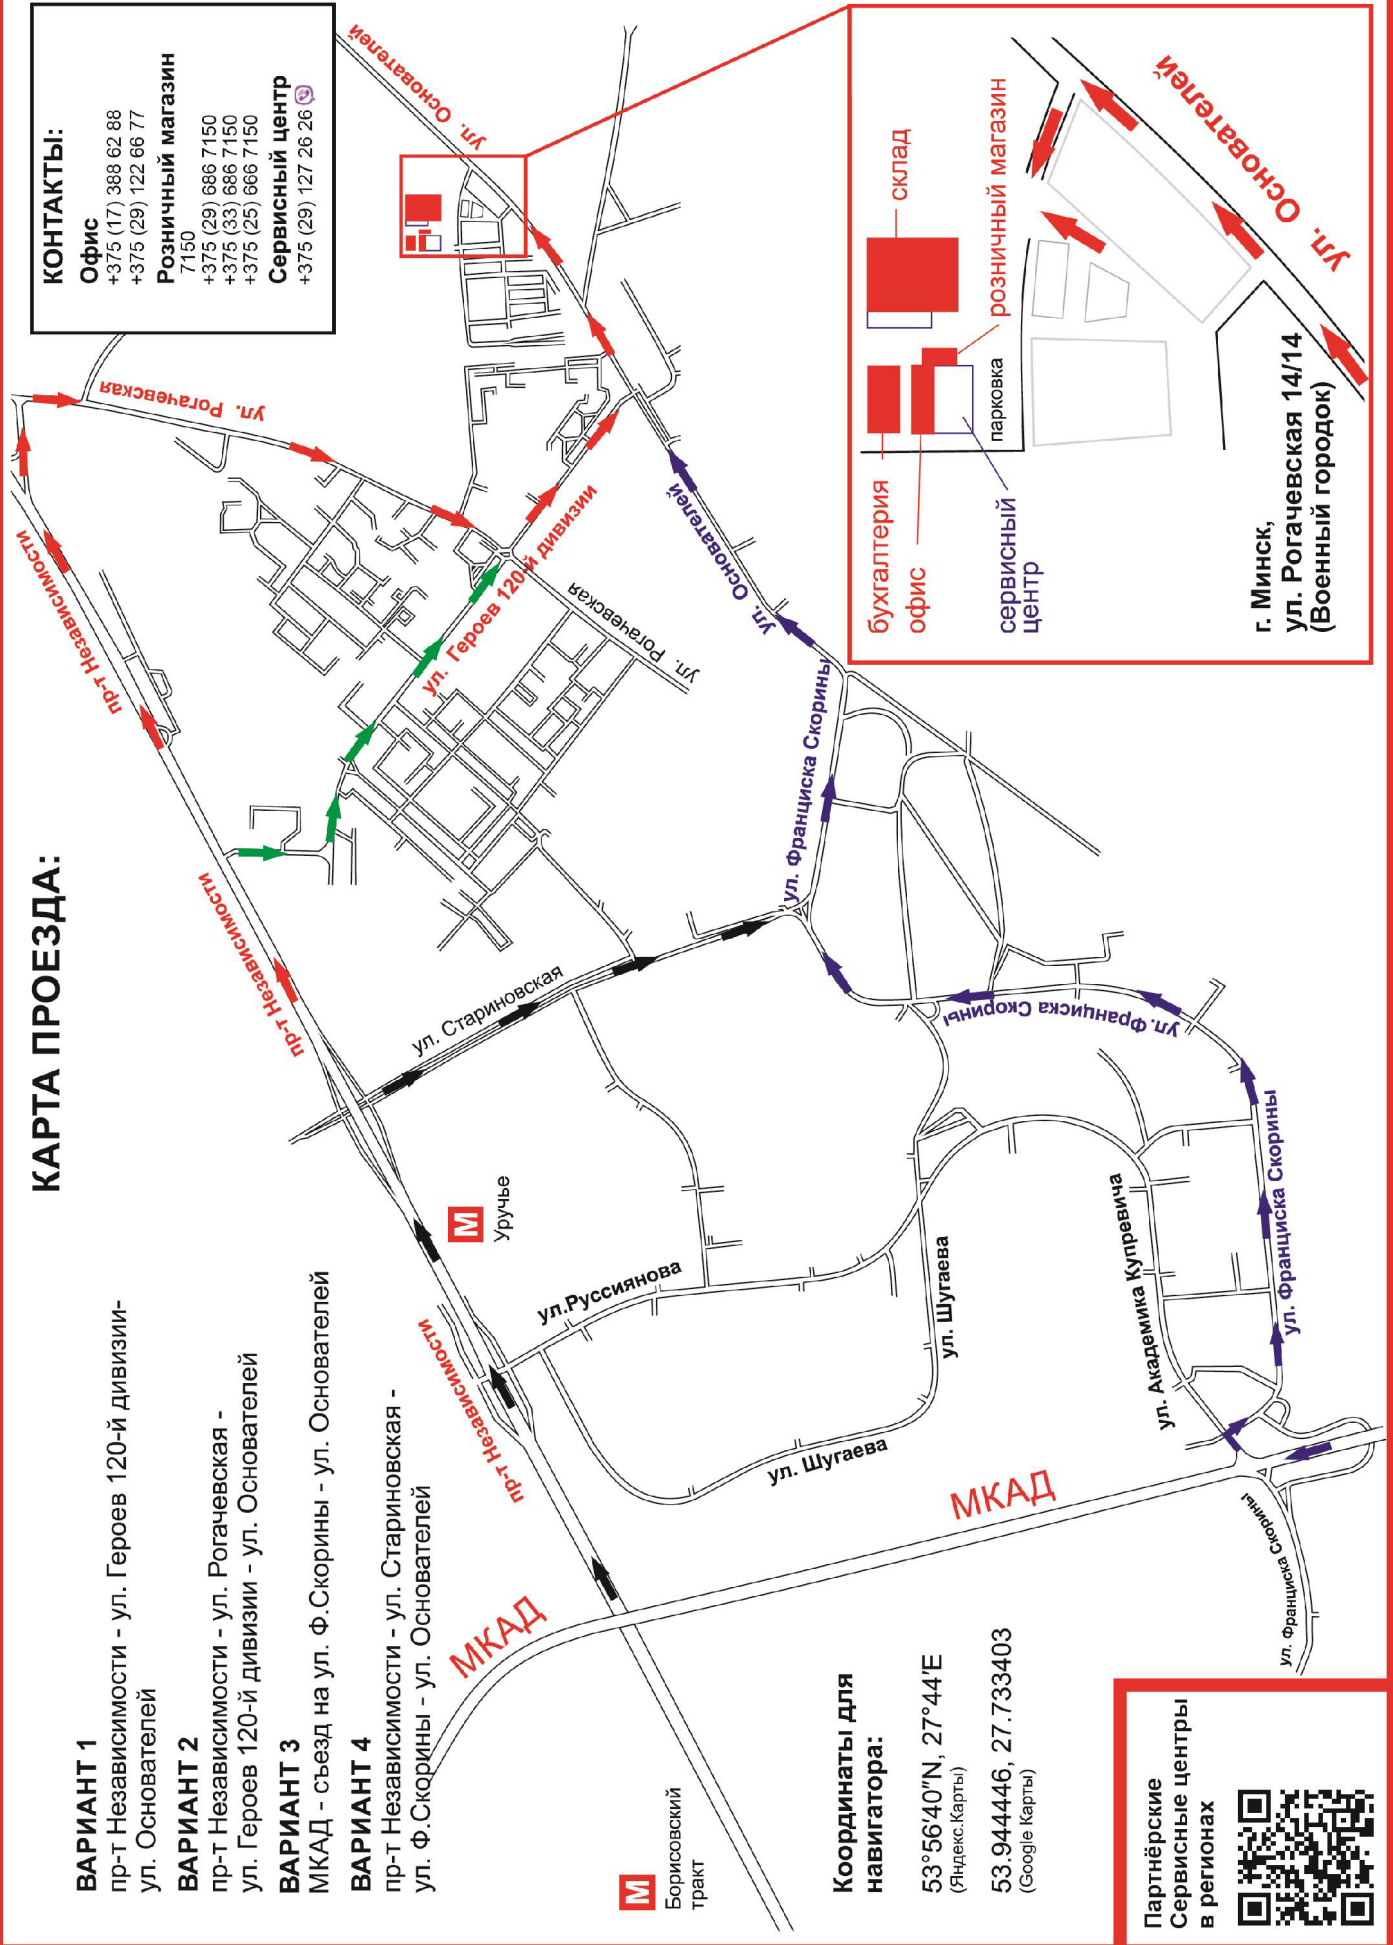 КАРТА ПРОЕЗДА:
ВАРИАНТ 1
пр-т Независимости - ул. Героев 120-й дивизии-
ул. Основателей
ВАРИАНТ 2
пр-т Независимости - ул. Рогачевская -
ул. Героев 120-й дивизии - ул. Основателей
ВАРИАНТ 3
МКАД - съезд на ул. Ф.Скорины - ул. Основателей
ВАРИАНТ 4
пр-т Независимости - ул. Стариновская -
ул. Ф.Скорины - ул. Основателей
КОНТАКТЫ:
Офис
+375 (17) 388 62 88
+375 (29) 122 66 77
Розничный магазин
7150
+375 (29) 686 7150
+375 (33) 686 7150
+375 (25) 666 7150
Сервисный центр
+375 (29) 127 26 26
пр-т Независимости
пр-т Независимости
пр-т Независимости
ул. Рогачевская
ул. Основателей
ул. Героев 120-й дивизии
ул. Рогачевская
ул. Основателей
ул. Франциска Скорины
ул. Стариновская
М
Уручье
ул.Руссиянова
ул. Шугаева
ул. Шугаева
ул. Франциска Скорины
ул. Академика Купревича
ул. Франциска Скорины
МКАД
МКАД
ул. Франциска Скорины
М
Борисовский
тракт
Координаты для
навигатора:
53°56'40"N, 27°44'E
(Яндекс.Карты)
53.944446, 27.733403
(Google Карты)
Партнёрские
Сервисные центры
в регионах
бухгалтерия
офис
сервисный
центр
парковка
розничный магазин
склад
ул. Основателей
г. Минск,
ул. Рогачевская 14/14
(Военный городок)